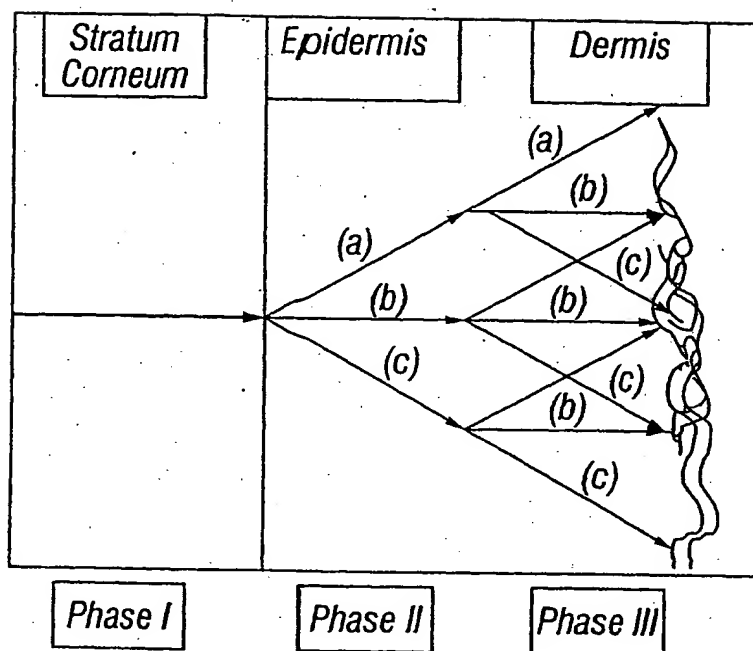 Stratum
Corneum
Epidermis
Dermis
(a)
(b)
(a)
(c)
(b)
(b)
(c)
(c)
(b)
(c)
Phase I
Phase II
Phase III